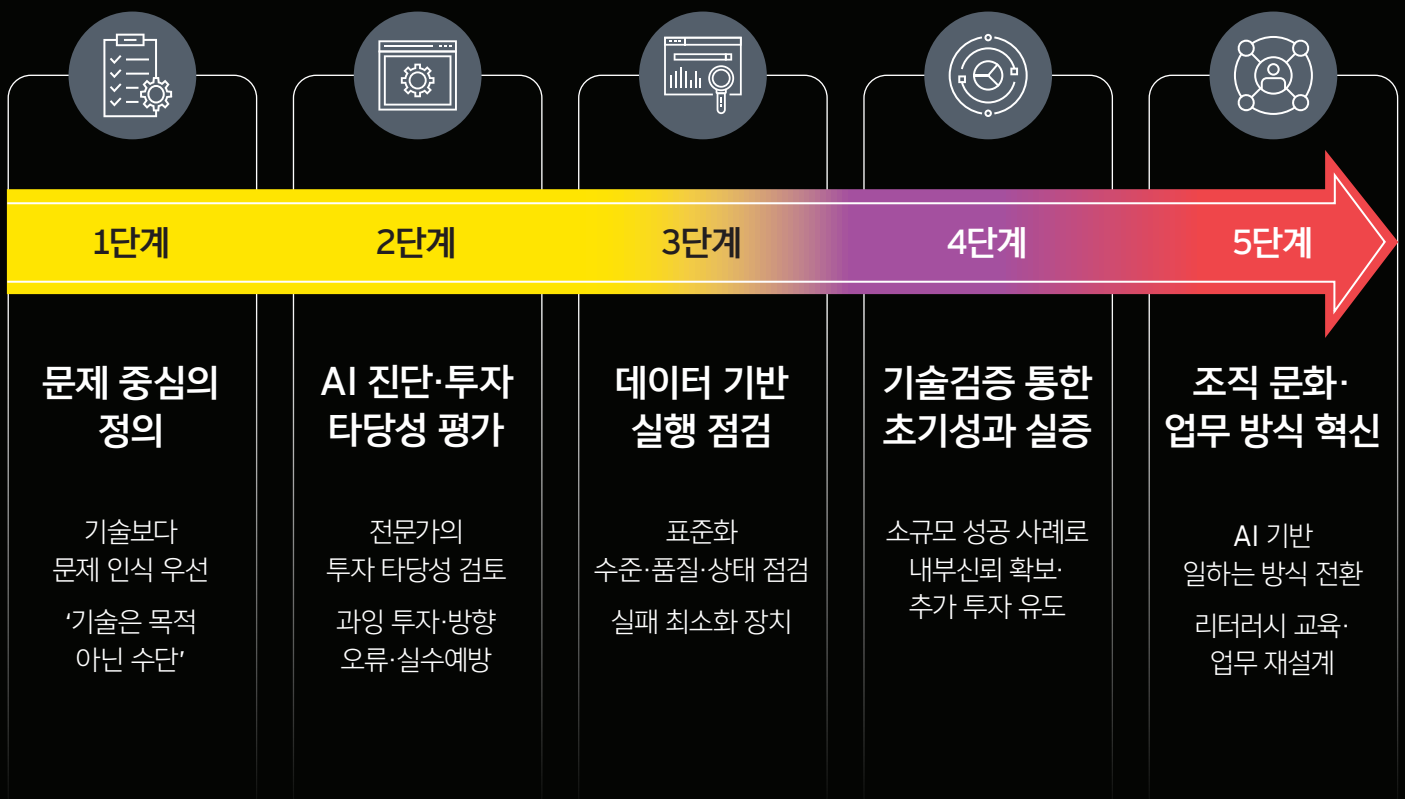 1단계
문제 중심의
정의
기술보다
문제 인식 우선
‘기술은 목적
아닌 수단’
2단계
AI 진단·투자
타당성 평가
전문가의
투자 타당성 검토
과잉 투자·방향
오류·실수예방
3단계
데이터 기반
실행 점검
표준화
수준·품질·상태 점검
실패 최소화 장치
4단계
기술검증 통한
초기성과 실증
소규모 성공 사례로
내부신뢰 확보·
추가 투자 유도
5단계
조직 문화·
업무 방식 혁신
AI 기반
일하는 방식 전환
리터러시 교육·
업무 재설계